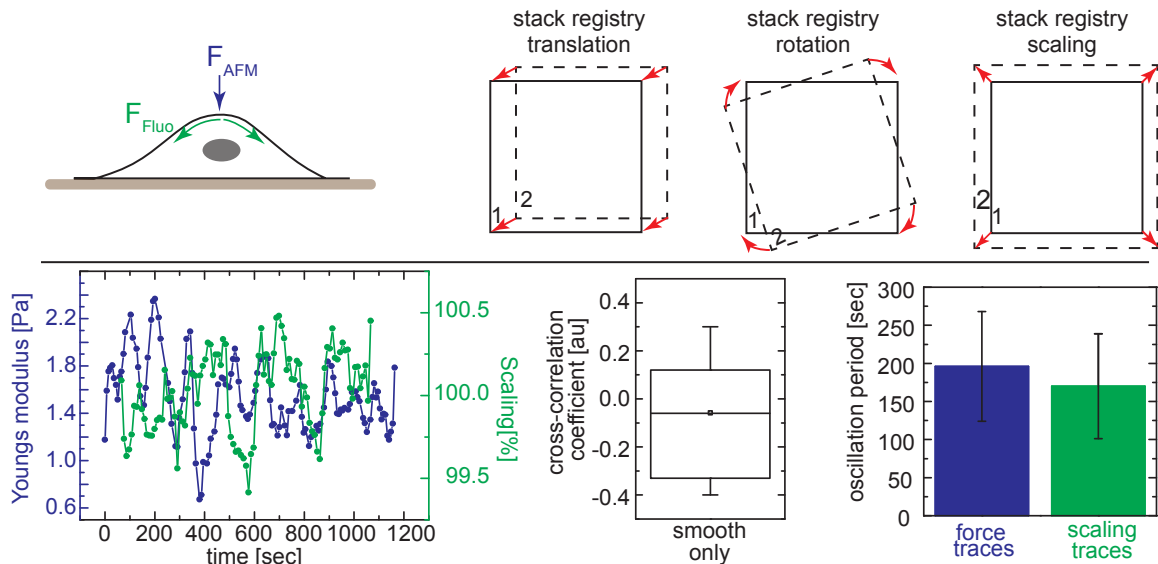 F_AFM
F_Fluo
stack registry
translation
1
2
stack registry
rotation
1
2
stack registry
scaling
2
1
Youngs modulus [Pa]
2.2
1.8
1.4
1.0
0.6
0 200 400 600 800 1000 1200
time [sec]
100.5
100.0
99.5
Scaling[%]
cross-correlation
coefficient [au]
0.4
0.2
0.0
-0.2
-0.4
smooth
only
oscillation period [sec]
300
250
200
150
100
50
0
force
traces
scaling
traces